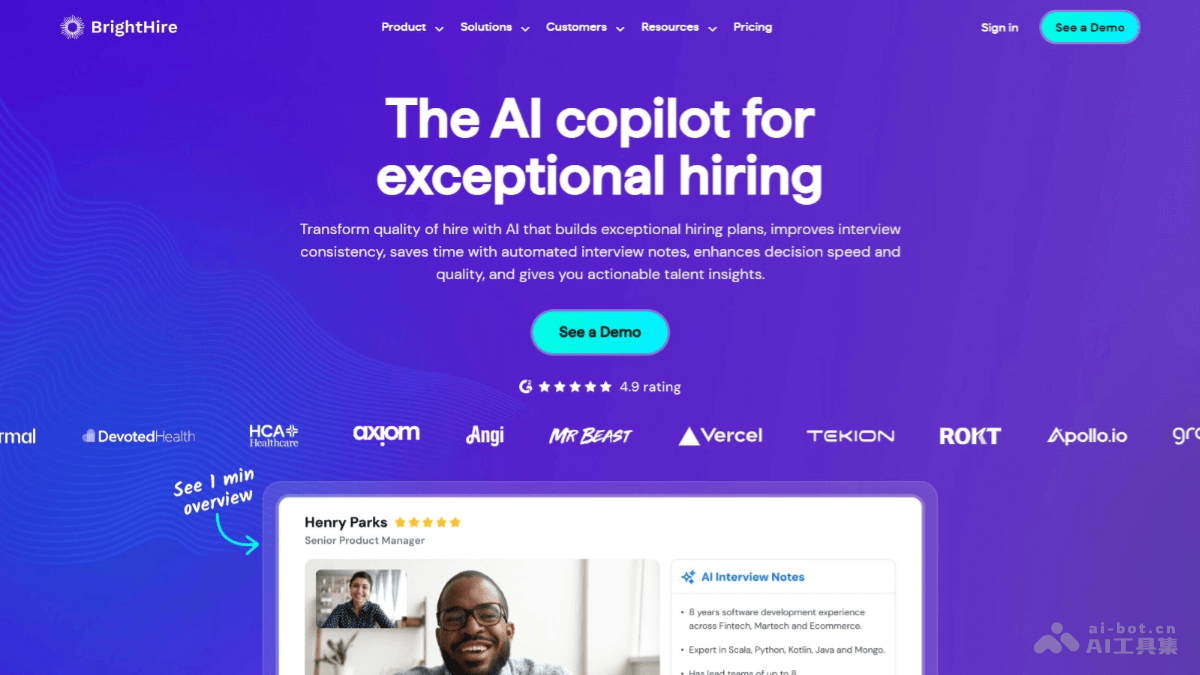 BrightHire
Product
Solutions
Customers
Resources
Pricing
Sign in
See a Demo
The AI copilot for
exceptional hiring
Transform quality of hire with AI that builds exceptional hiring plans, improves interview
consistency, saves time with automated interview notes, enhances decision speed and
quality, and gives you actionable talent insights.
See a Demo
4.9 rating
rmal
DevotedHealth
HCA
Healthcare
axiom
Angi
MR BEAST
Vercel
TEKION
ROKT
Apollo.io
gro
See 1 min
overview
Henry Parks
Senior Product Manager
AI Interview Notes
• 8 years software development experience
across Fintech, Martech and Ecommerce.
• Expert in Scala, Python, Kotlin, Java and Mongo.
• Has lead teams of up to 8
ai-bot.cn
AI工具集